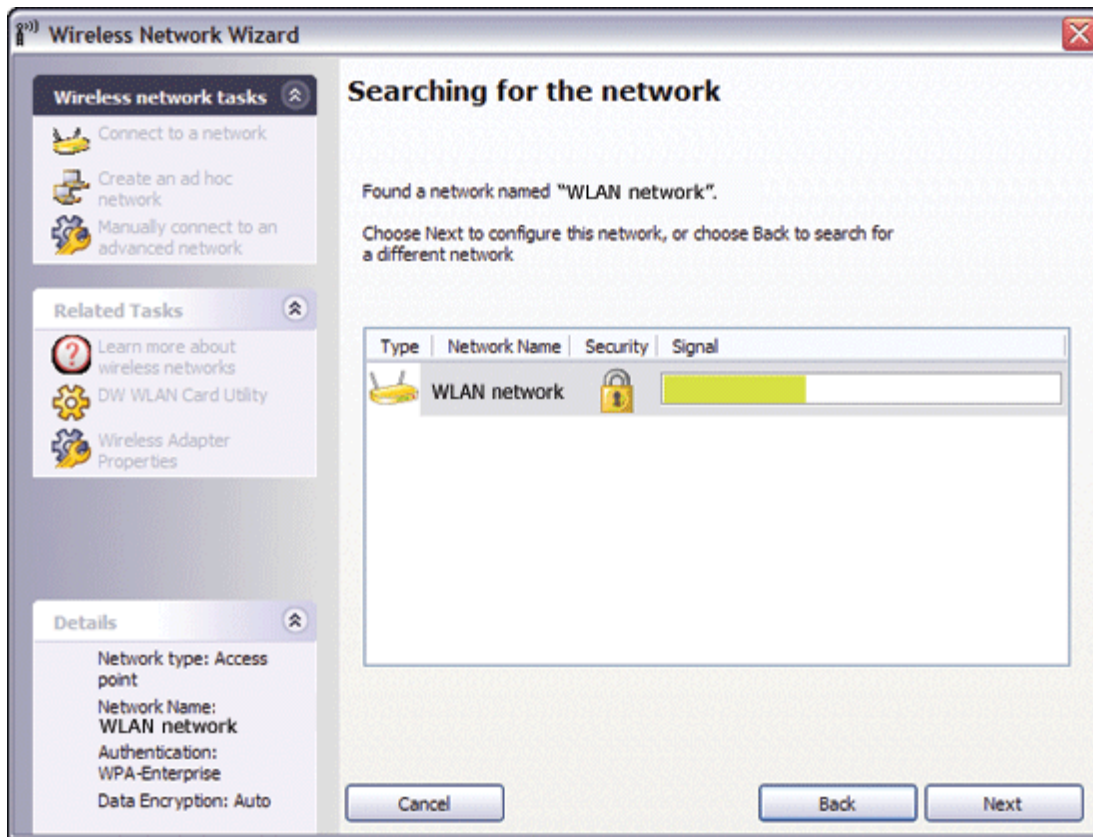 Wireless Network Wizard
Wireless network tasks
Connect to a network
Create an ad hoc
network
Manually connect to an
advanced network
Related Tasks
Learn more about
wireless networks
DW WLAN Card Utility
Wireless Adapter
Properties
Details
Network type: Access
point
Network Name:
WLAN network
Authentication:
WPA-Enterprise
Data Encryption: Auto
Searching for the network
Found a network named “WLAN network”.
Choose Next to configure this network, or choose Back to search for
a different network
Type Network Name Security Signal
WLAN network
Cancel Back Next